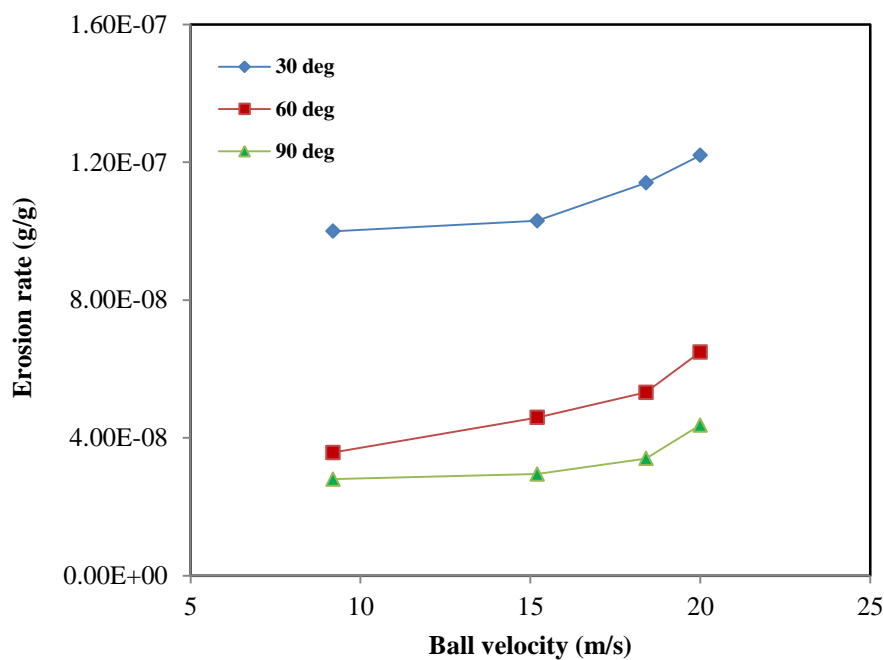 1.60E-07
1.20E-07
8.00E-08
4.00E-08
0.00E+00
Erosion rate (g/g)
30 deg
60 deg
90 deg
5
10
15
20
25
Ball velocity (m/s)